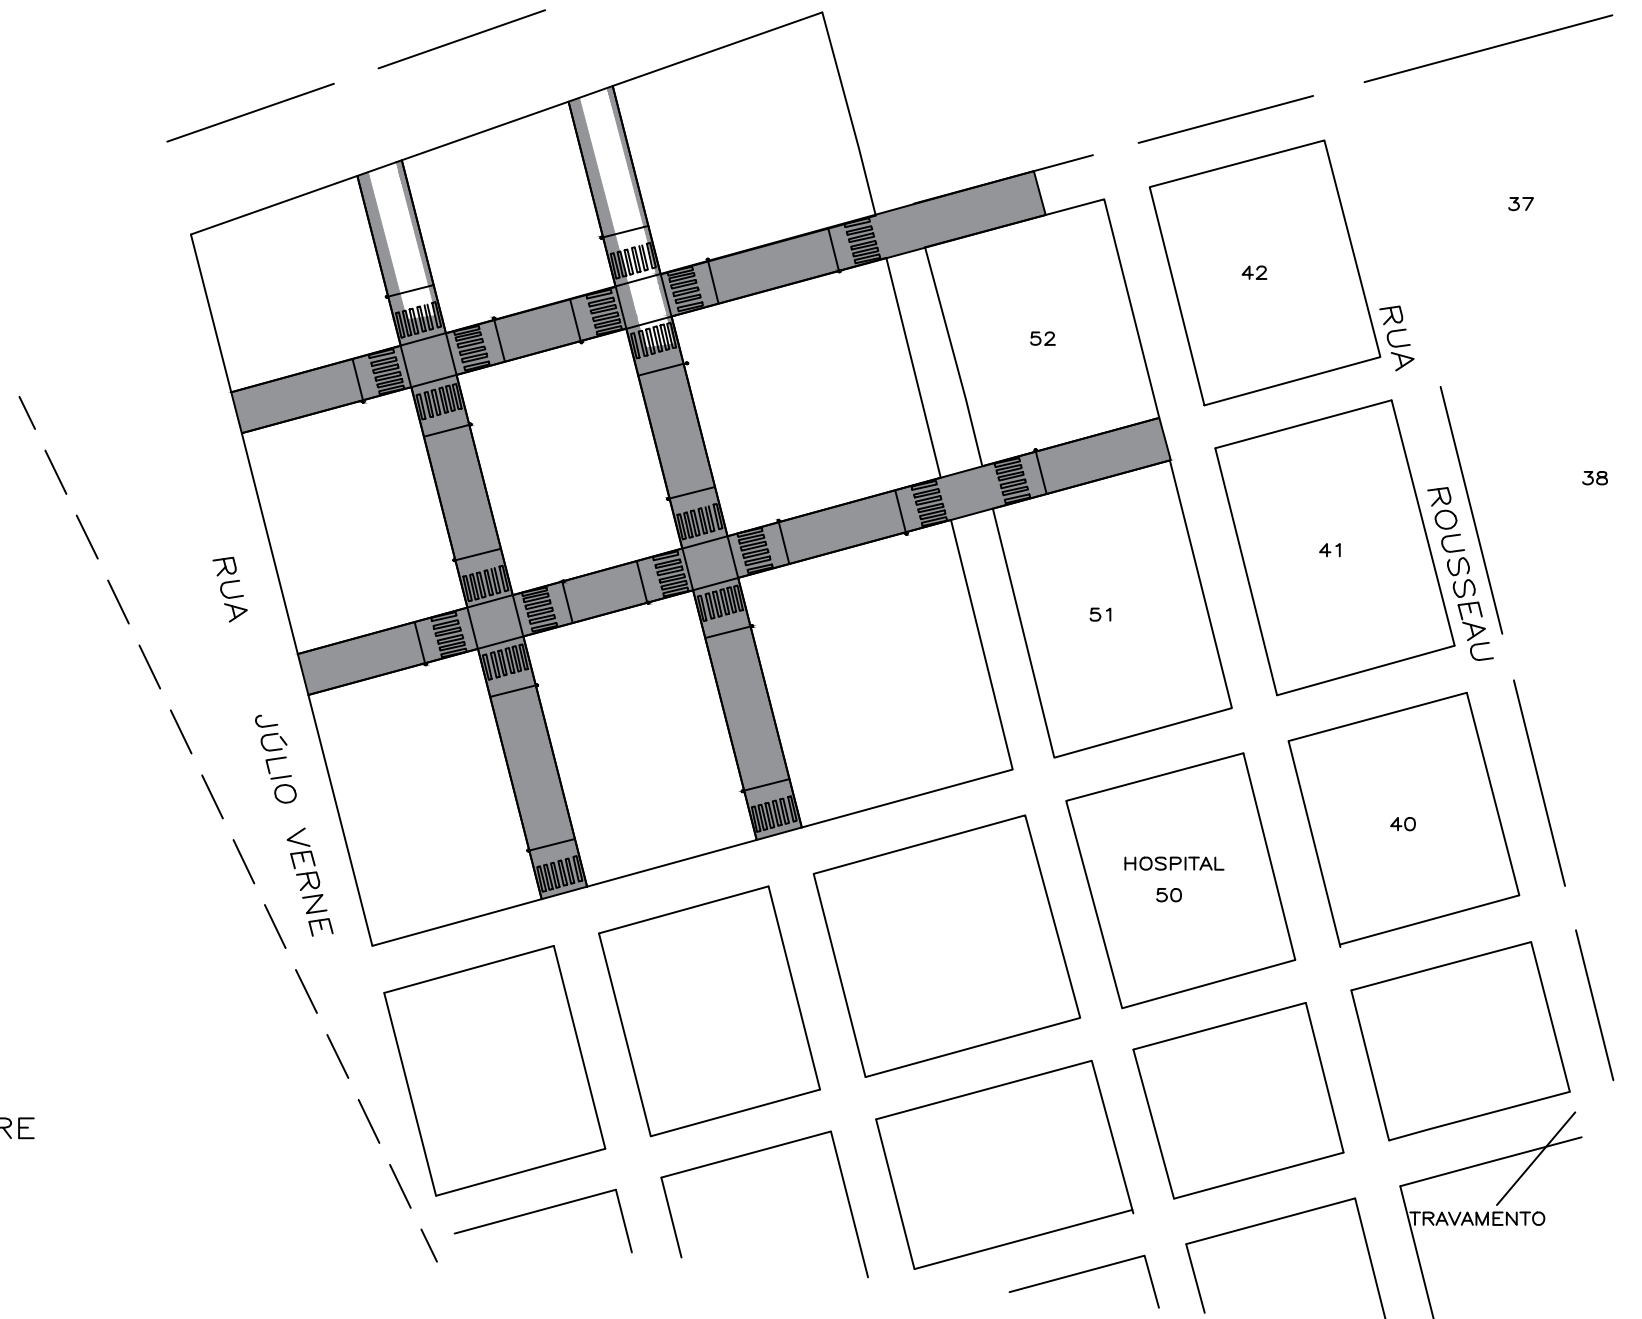 37
42
RUA
52
38
ROUSSEAU
41
RUA
51
JÚLIO VERNE
40
HOSPITAL
50
RE
TRAVAMENTO